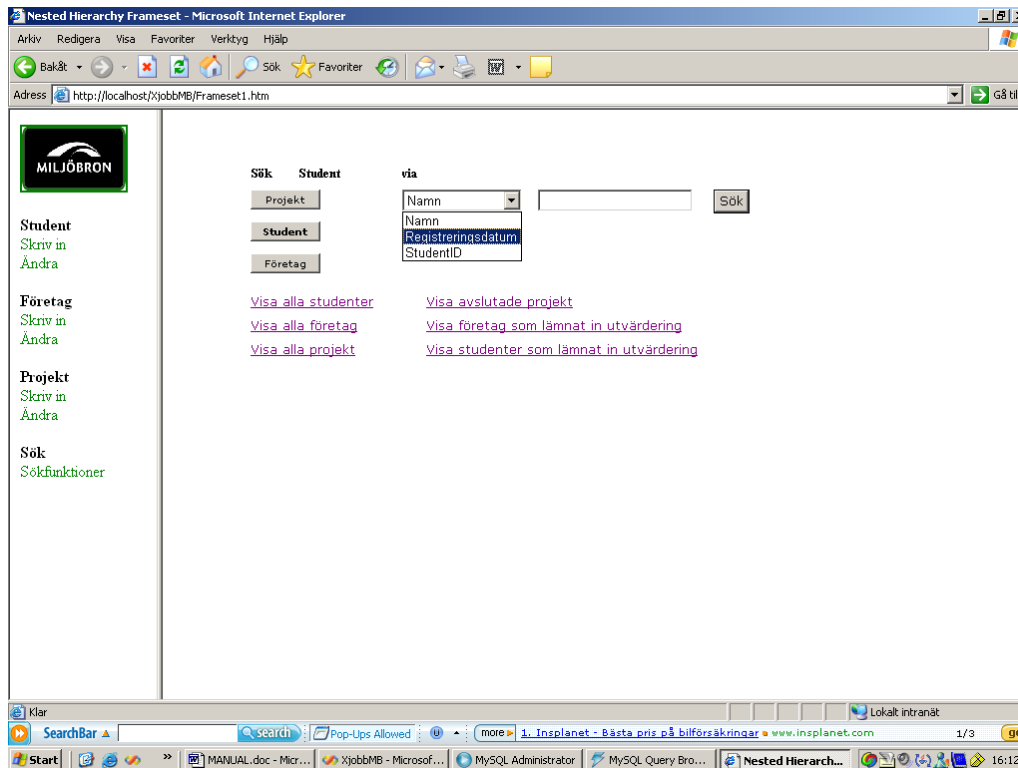 Nested Hierarchy Frameset - Microsoft Internet Explorer
Arkiv Redigera Visa Favoriter Verktyg Hjälp
Bakåt Sök Favoriter
Adress http://localhost/XjobbMB/Frameset1.htm Gå til
MILJÖBRON
Student
Skriv in
Ändra
Företag
Skriv in
Ändra
Projekt
Skriv in
Ändra
Sök
Sökfunktioner
Sök Student via
Projekt Namn Sök
Namn
Student Registreringsdatum
StudentID
Företag
Visa alla studenter Visa avslutade projekt
Visa alla företag Visa företag som lämnat in utvärdering
Visa alla projekt Visa studenter som lämnat in utvärdering
Klar Lokalt intranät
SearchBar Search Pop-Ups Allowed more 1. Insplanet - Bästa pris på bilförsäkringar www.insplanet.com 1/3 go
Start MANUAL.doc - Micr... XjobbMB - Microsof... MySQL Administrator MySQL Query Bro... Nested Hierarch... 16:12